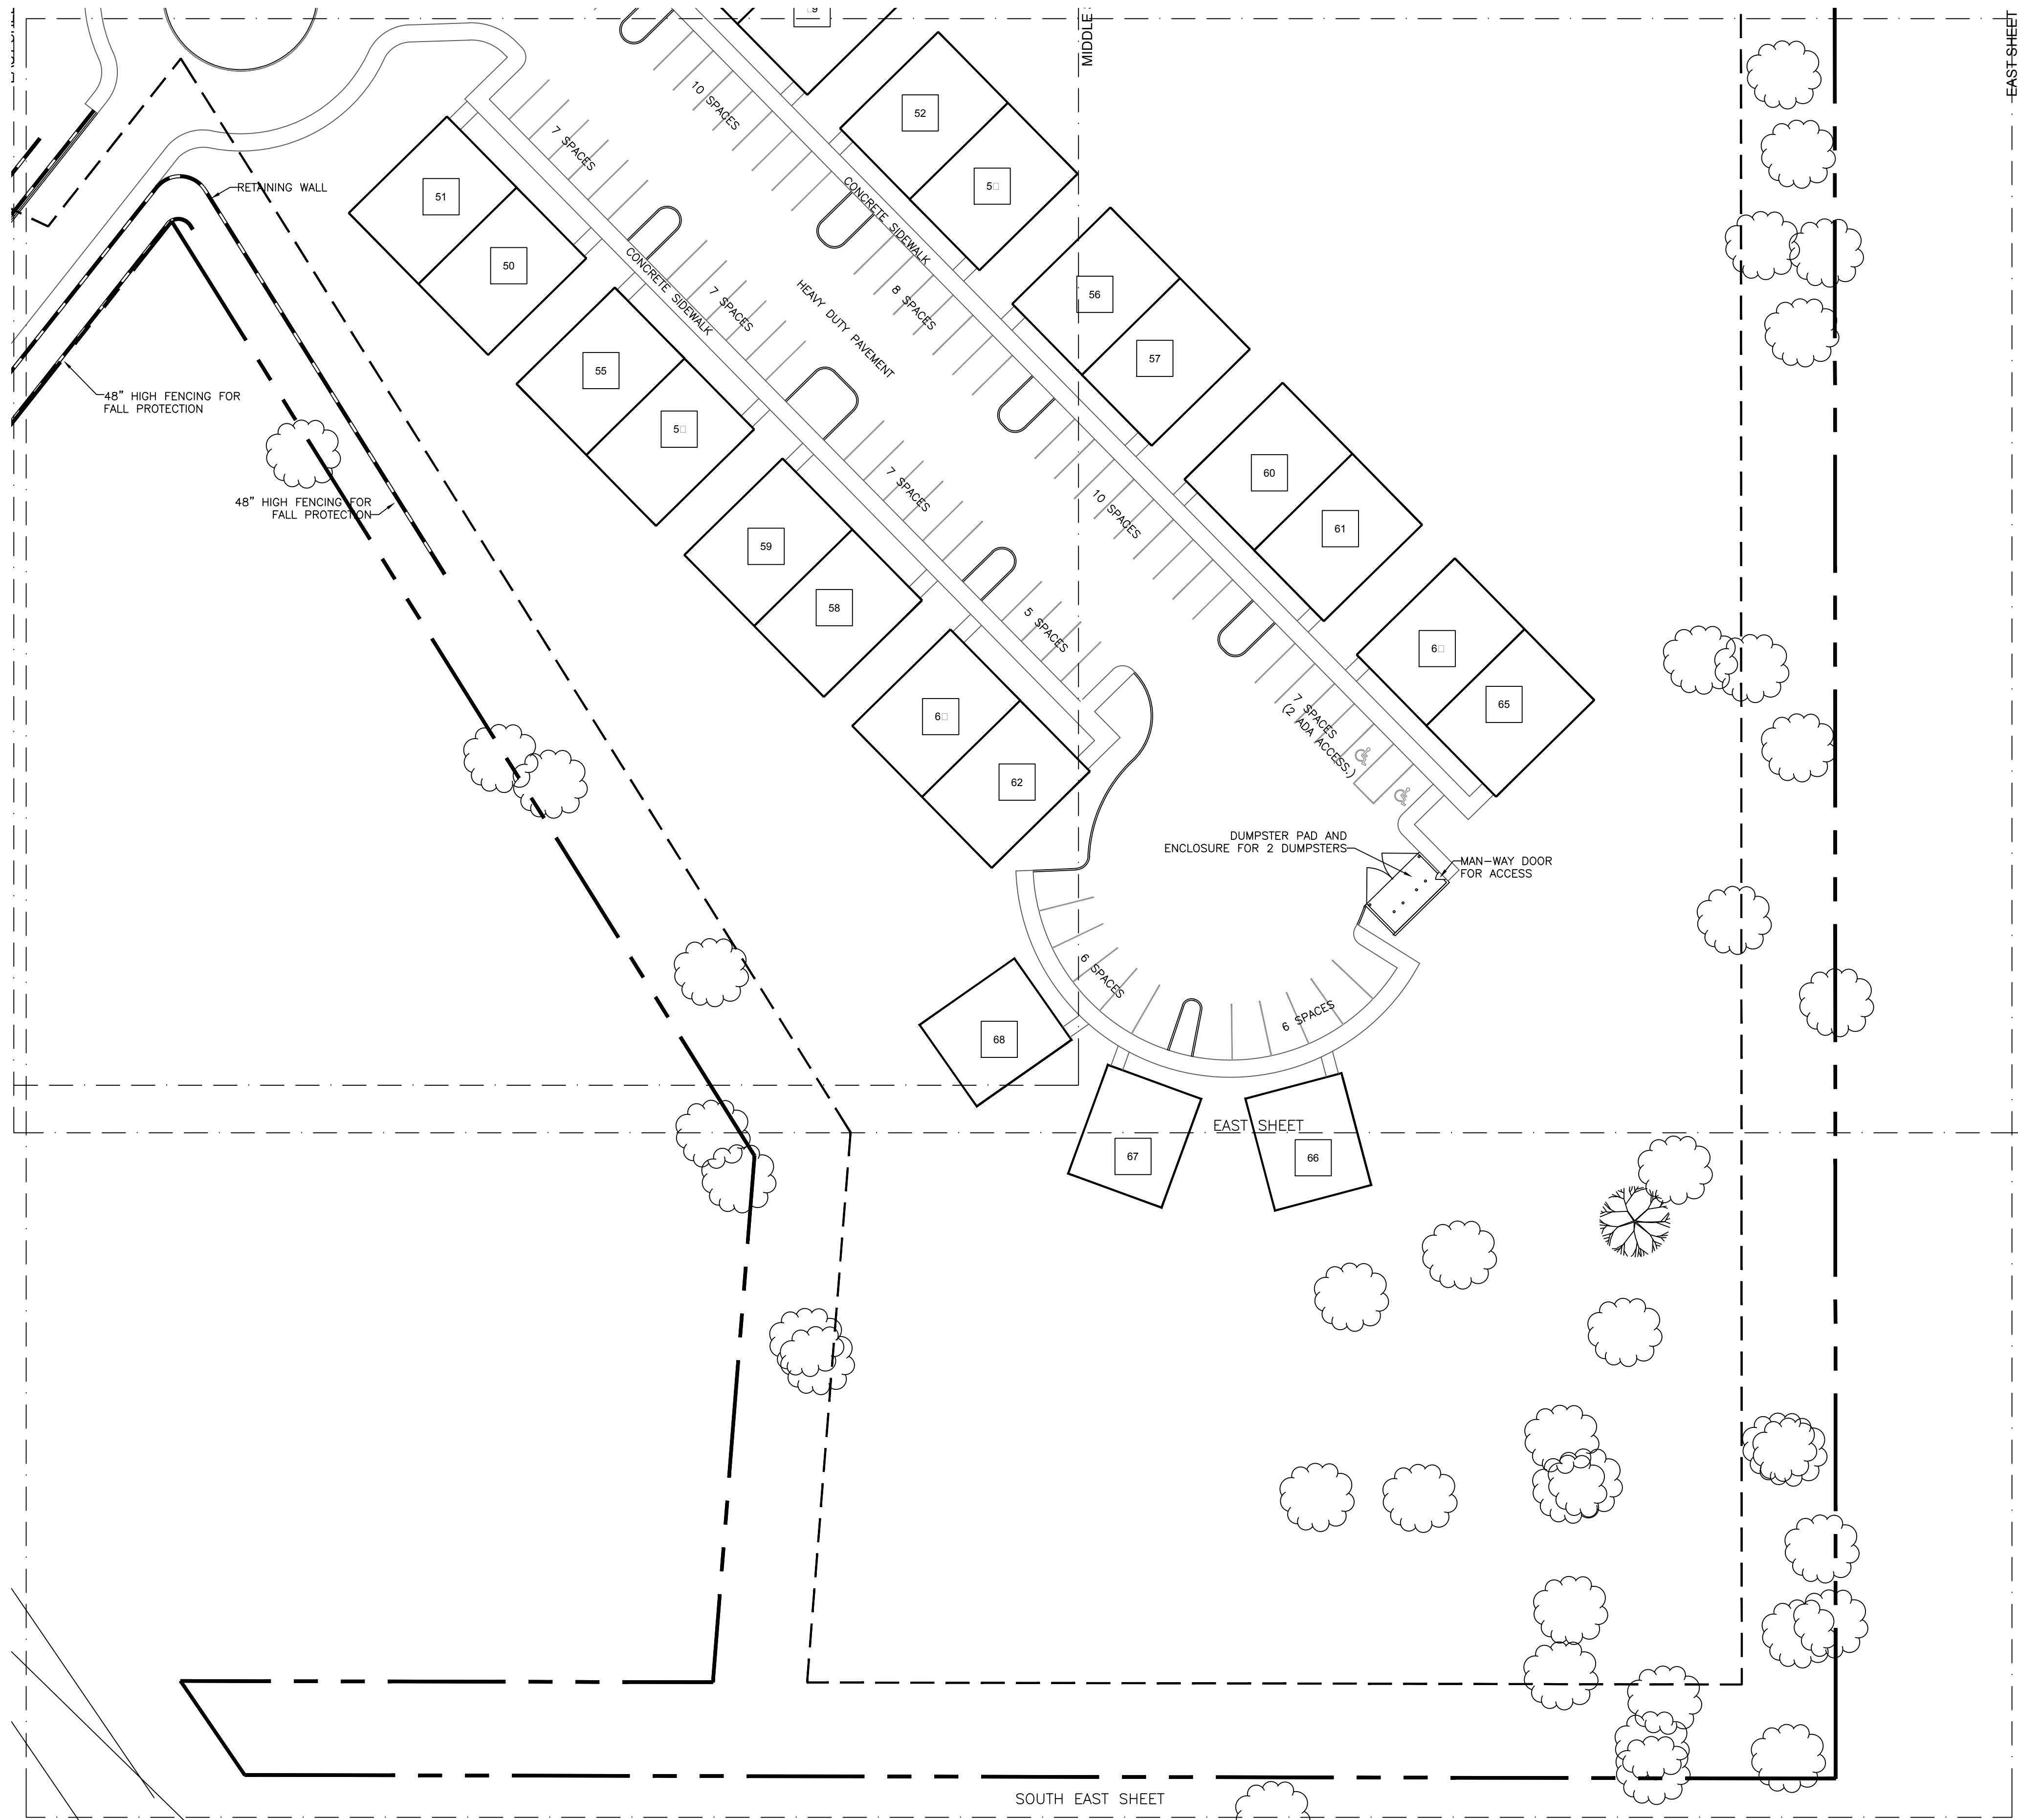 MIDDLE
EAST SHEET
10 SPACES
52
7 SPACES
5□
RETAINING WALL
51
CONCRETE SIDEWALK
50
CONCRETE SIDEWALK
56
7 SPACES
8 SPACES
HEAVY DUTY PAVEMENT
57
55
48" HIGH FENCING FOR
FALL PROTECTION
5□
60
7 SPACES
10 SPACES
48" HIGH FENCING FOR
FALL PROTECTION
61
59
58
5 SPACES
6□
65
7 SPACES
(2 ADA ACCESS.)
6□
62
DUMPSTER PAD AND
ENCLOSURE FOR 2 DUMPSTERS
MAN-WAY DOOR
FOR ACCESS
6 SPACES
6 SPACES
68
EAST SHEET
67
66
SOUTH EAST SHEET